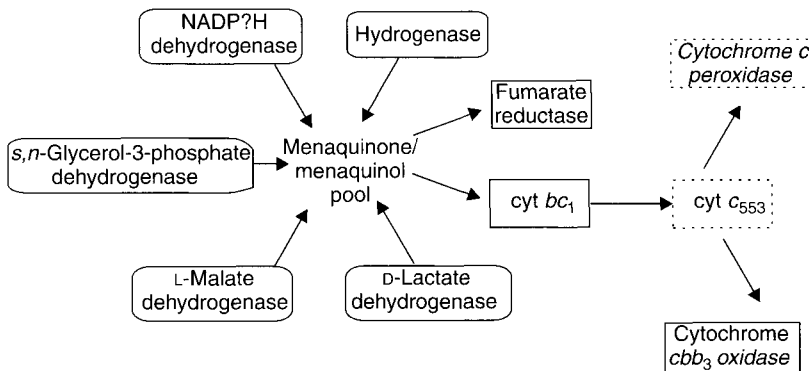 NADP?H
dehydrogenase
Hydrogenase
Cytochrome c
peroxidase
Fumarate
reductase
s,n-Glycerol-3-phosphate
dehydrogenase
Menaquinone/
menaquinol
pool
cyt bc1
cyt c553
L-Malate
dehydrogenase
D-Lactate
dehydrogenase
Cytochrome
cbb3 oxidase